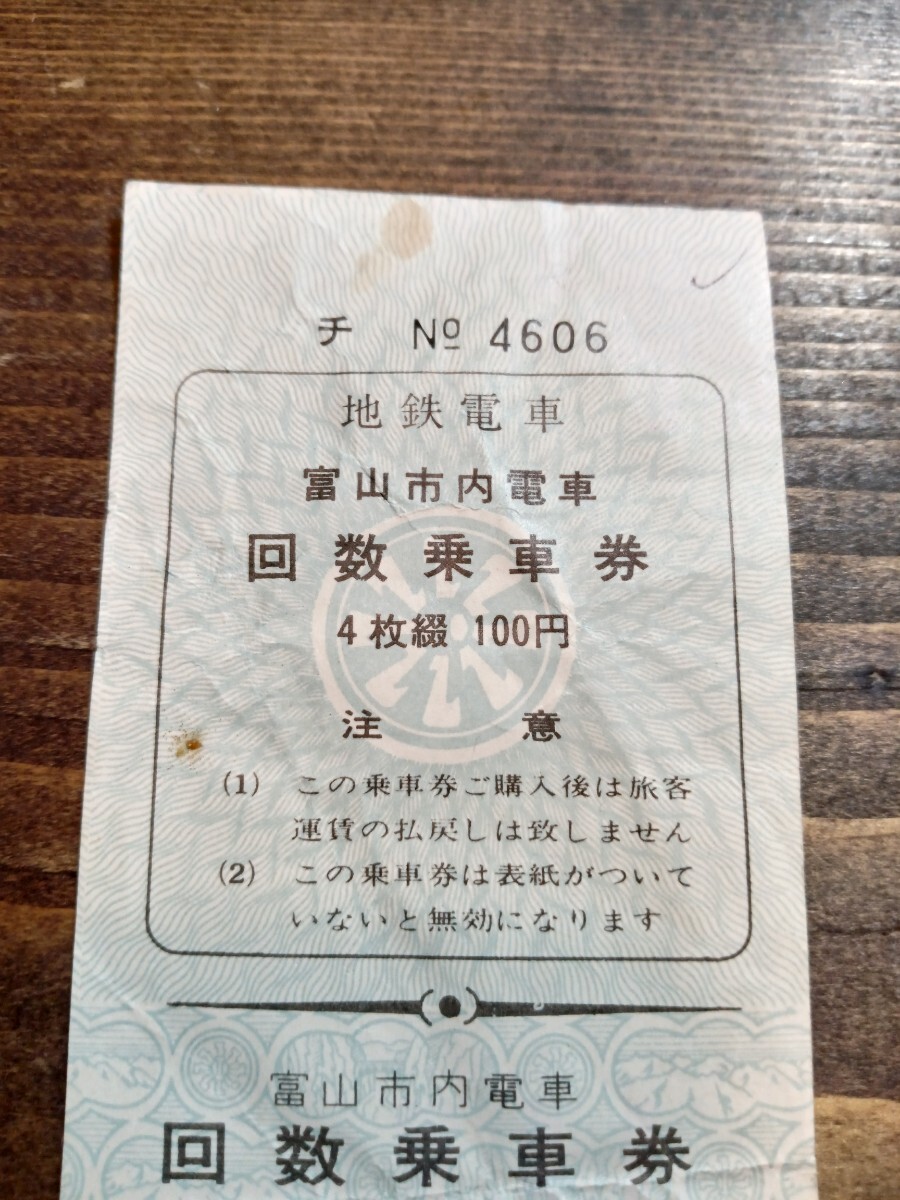 チ　№ 4606
地鉄電車
富山市内電車
回数乗車券
4枚綴 100円
注　意
(1)　この乗車券ご購入後は旅客
運賃の払戻しは致しません
(2)　この乗車券は表紙がついて
いないと無効になります
富山市内電車
回数乗車券